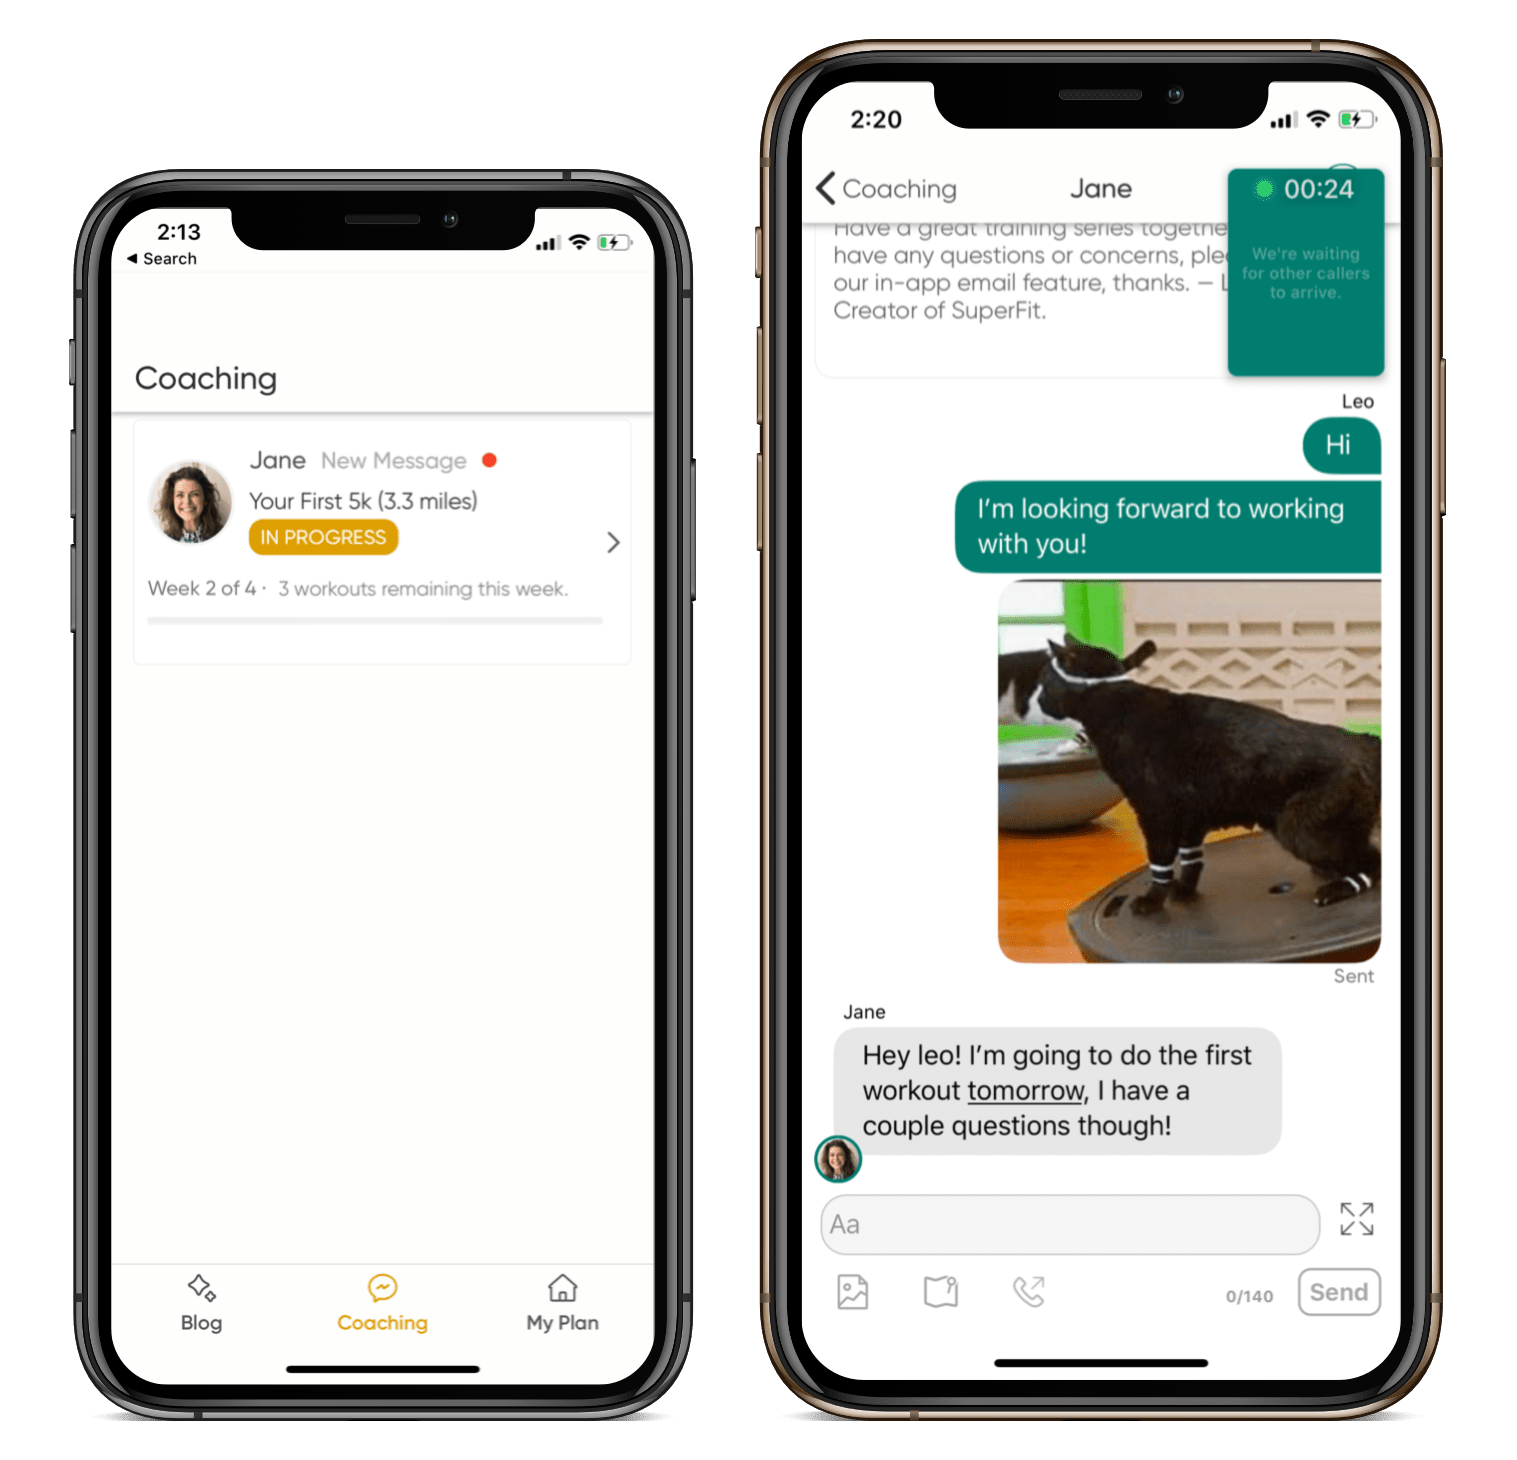 2:13
◀ Search
Coaching
Jane New Message
Your First 5k (3.3 miles)
IN PROGRESS
Week 2 of 4 · 3 workouts remaining this week.
Blog
Coaching
My Plan
2:20
Coaching
Jane
00:24
We're waiting
for other callers
to arrive.
Have a great training series togethe
have any questions or concerns, ple
our in-app email feature, thanks. – L
Creator of SuperFit.
Leo
Hi
I'm looking forward to working
with you!
Sent
Jane
Hey leo! I'm going to do the first
workout tomorrow, I have a
couple questions though!
Aa
0/140
Send